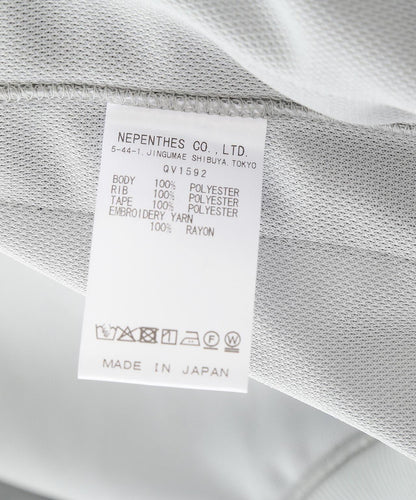 NEPENTHES CO., LTD.
5-44-1, JINGUMAE SHIBUYA, TOKYO
QV1592
BODY 100% POLYESTER
RIB 100% POLYESTER
TAPE 100% POLYESTER
EMBROIDERY YARN
100% RAYON
MADE IN JAPAN